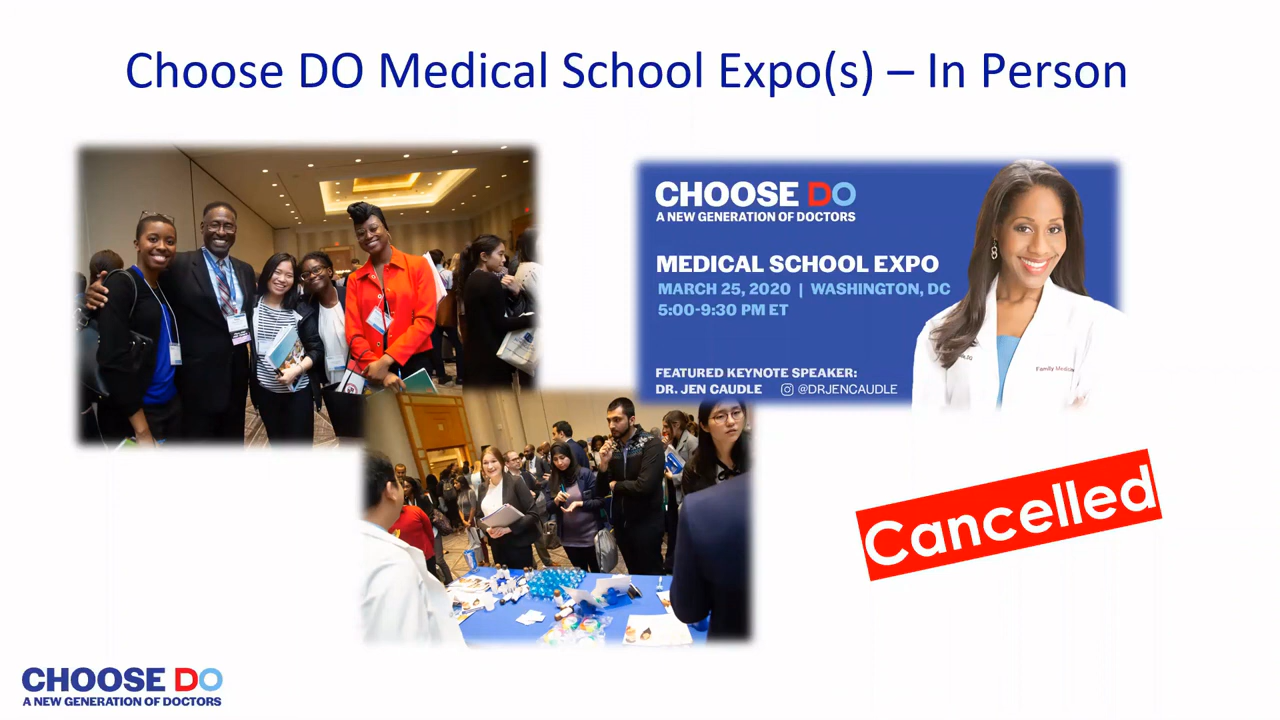 Choose DO Medical School Expo(s) – In Person
CHOOSE DO
A NEW GENERATION OF DOCTORS
MEDICAL SCHOOL EXPO
MARCH 25, 2020 | WASHINGTON, DC
5:00-9:30 PM ET
FEATURED KEYNOTE SPEAKER:
DR. JEN CAUDLE @DRJENCAUDLE
Family Medicine
Cancelled
CHOOSE DO
A NEW GENERATION OF DOCTORS